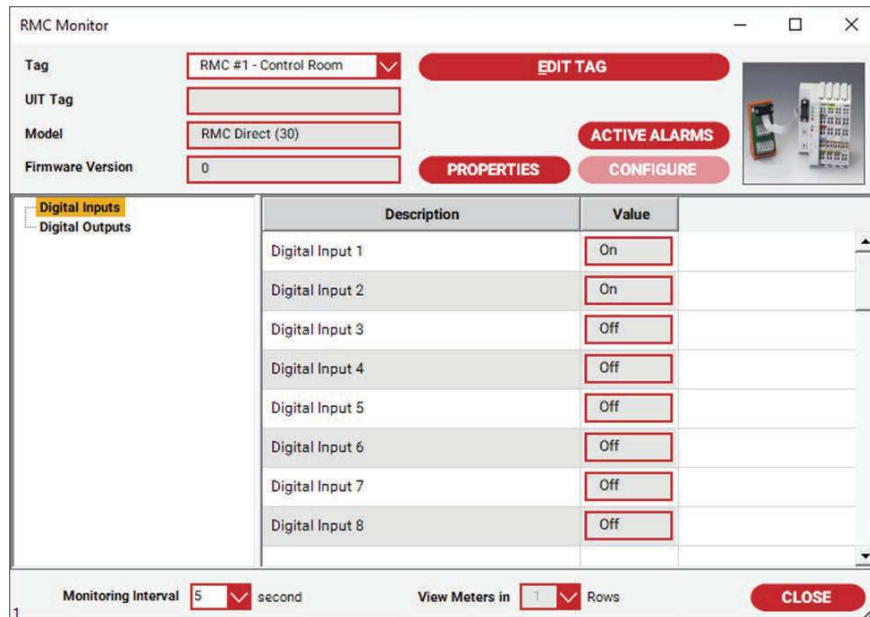 RMC Monitor
Tag RMC #1 - Control Room EDIT TAG
UIT Tag
Model RMC Direct (30) ACTIVE ALARMS
Firmware Version 0 PROPERTIES CONFIGURE
Digital Inputs
Digital Outputs
Description Value
Digital Input 1 On
Digital Input 2 On
Digital Input 3 Off
Digital Input 4 Off
Digital Input 5 Off
Digital Input 6 Off
Digital Input 7 Off
Digital Input 8 Off
Monitoring Interval 5 second View Meters in 1 Rows CLOSE
1